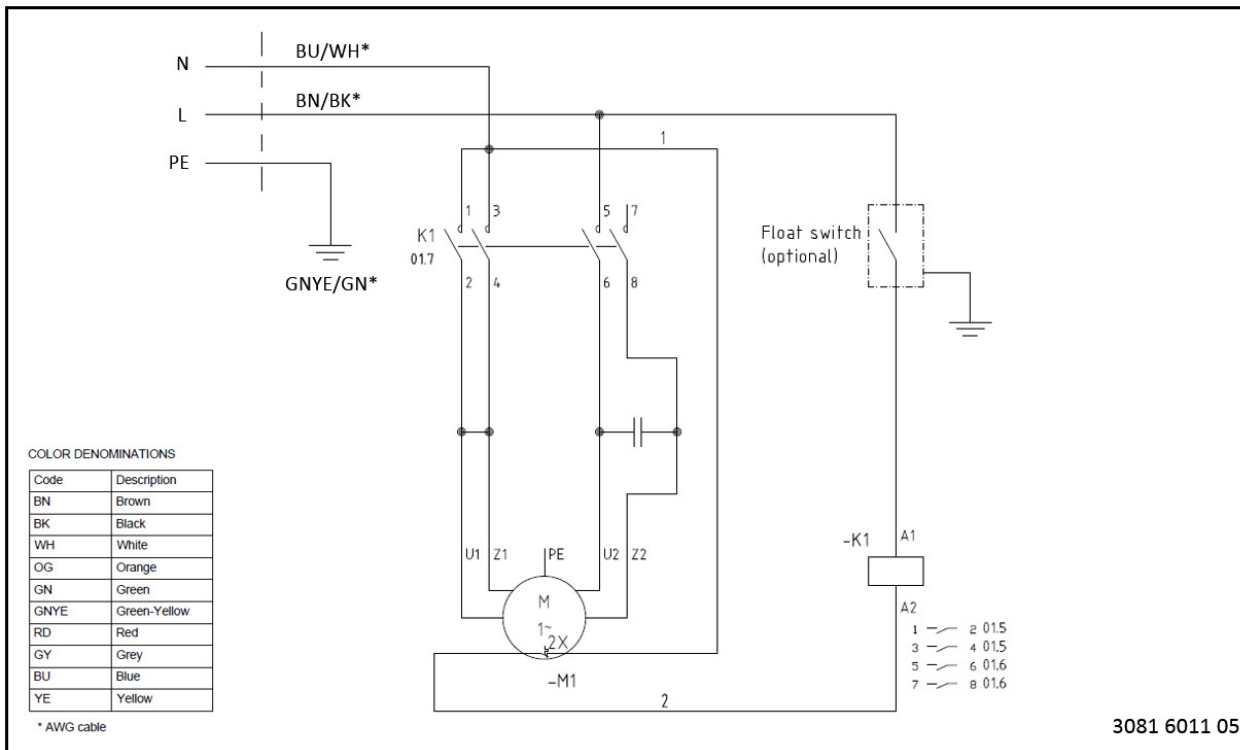 N
BU/WH*
L
BN/BK*
PE
GNYE/GN*
1
1
3
5
7
K1
01.7
2
4
6
8
Float switch
(optional)
U1
Z1
PE
U2
Z2
M
1~
2X
-M1
2
-K1
A1
A2
1 2 01.5
3 4 01.5
5 6 01.6
7 8 01.6
COLOR DENOMINATIONS
Code Description
BN Brown
BK Black
WH White
OG Orange
GN Green
GNYE Green-Yellow
RD Red
GY Grey
BU Blue
YE Yellow
* AWG cable
3081 6011 05